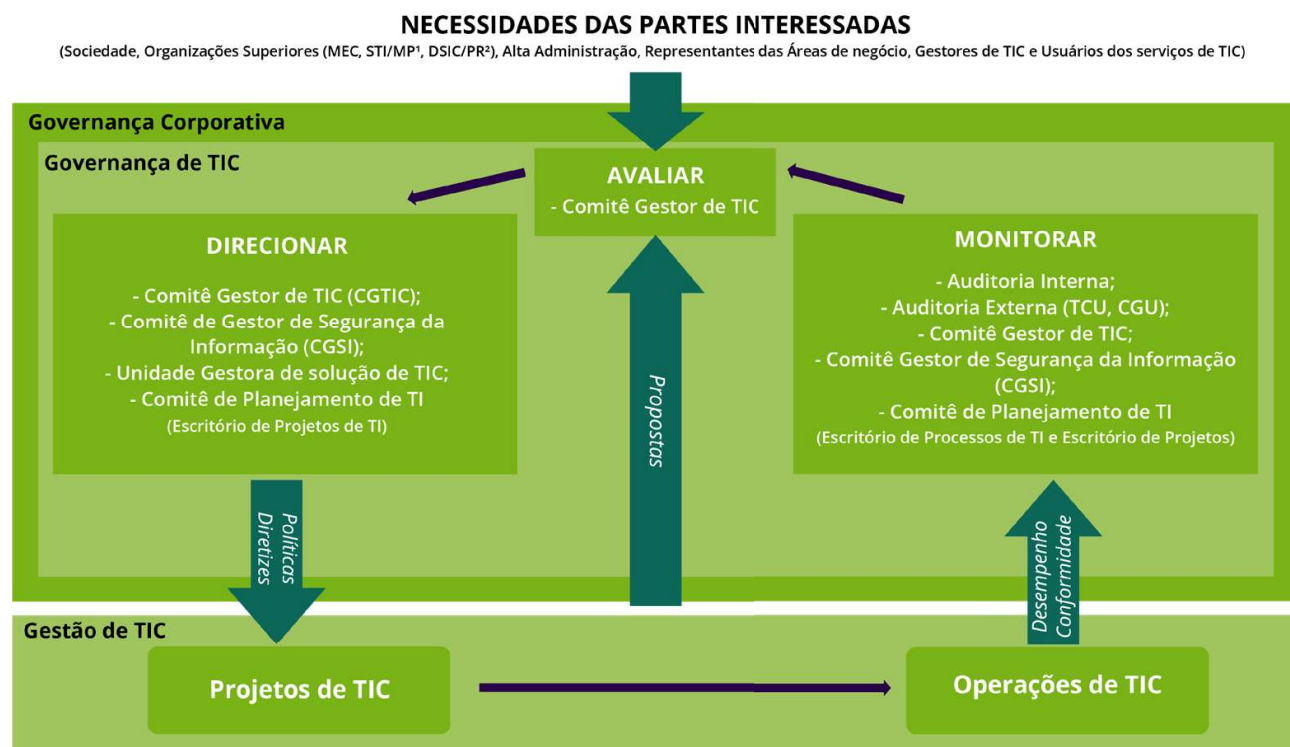 NECESSIDADES DAS PARTES INTERESSADAS
(Sociedade, Organizações Superiores (MEC, STI/MP¹, DSIC/PR²), Alta Administração, Representantes das Áreas de negócio, Gestores de TIC e Usuários dos serviços de TIC)
Governança Corporativa
Governança de TIC
AVALIAR
- Comitê Gestor de TIC
DIRECIONAR
- Comitê Gestor de TIC (CGTIC);
- Comitê de Gestor de Segurança da
Informação (CGSI);
- Unidade Gestora de solução de TIC;
- Comitê de Planejamento de TI
(Escritório de Projetos de TI)
MONITORAR
- Auditoria Interna;
- Auditoria Externa (TCU, CGU);
- Comitê Gestor de TIC;
- Comitê Gestor de Segurança da Informação
(CGSI);
- Comitê de Planejamento de TI
(Escritório de Processos de TI e Escritório de Projetos)
Políticas
Diretizes
Propostas
Desempenho
Conformidade
Gestão de TIC
Projetos de TIC
Operações de TIC